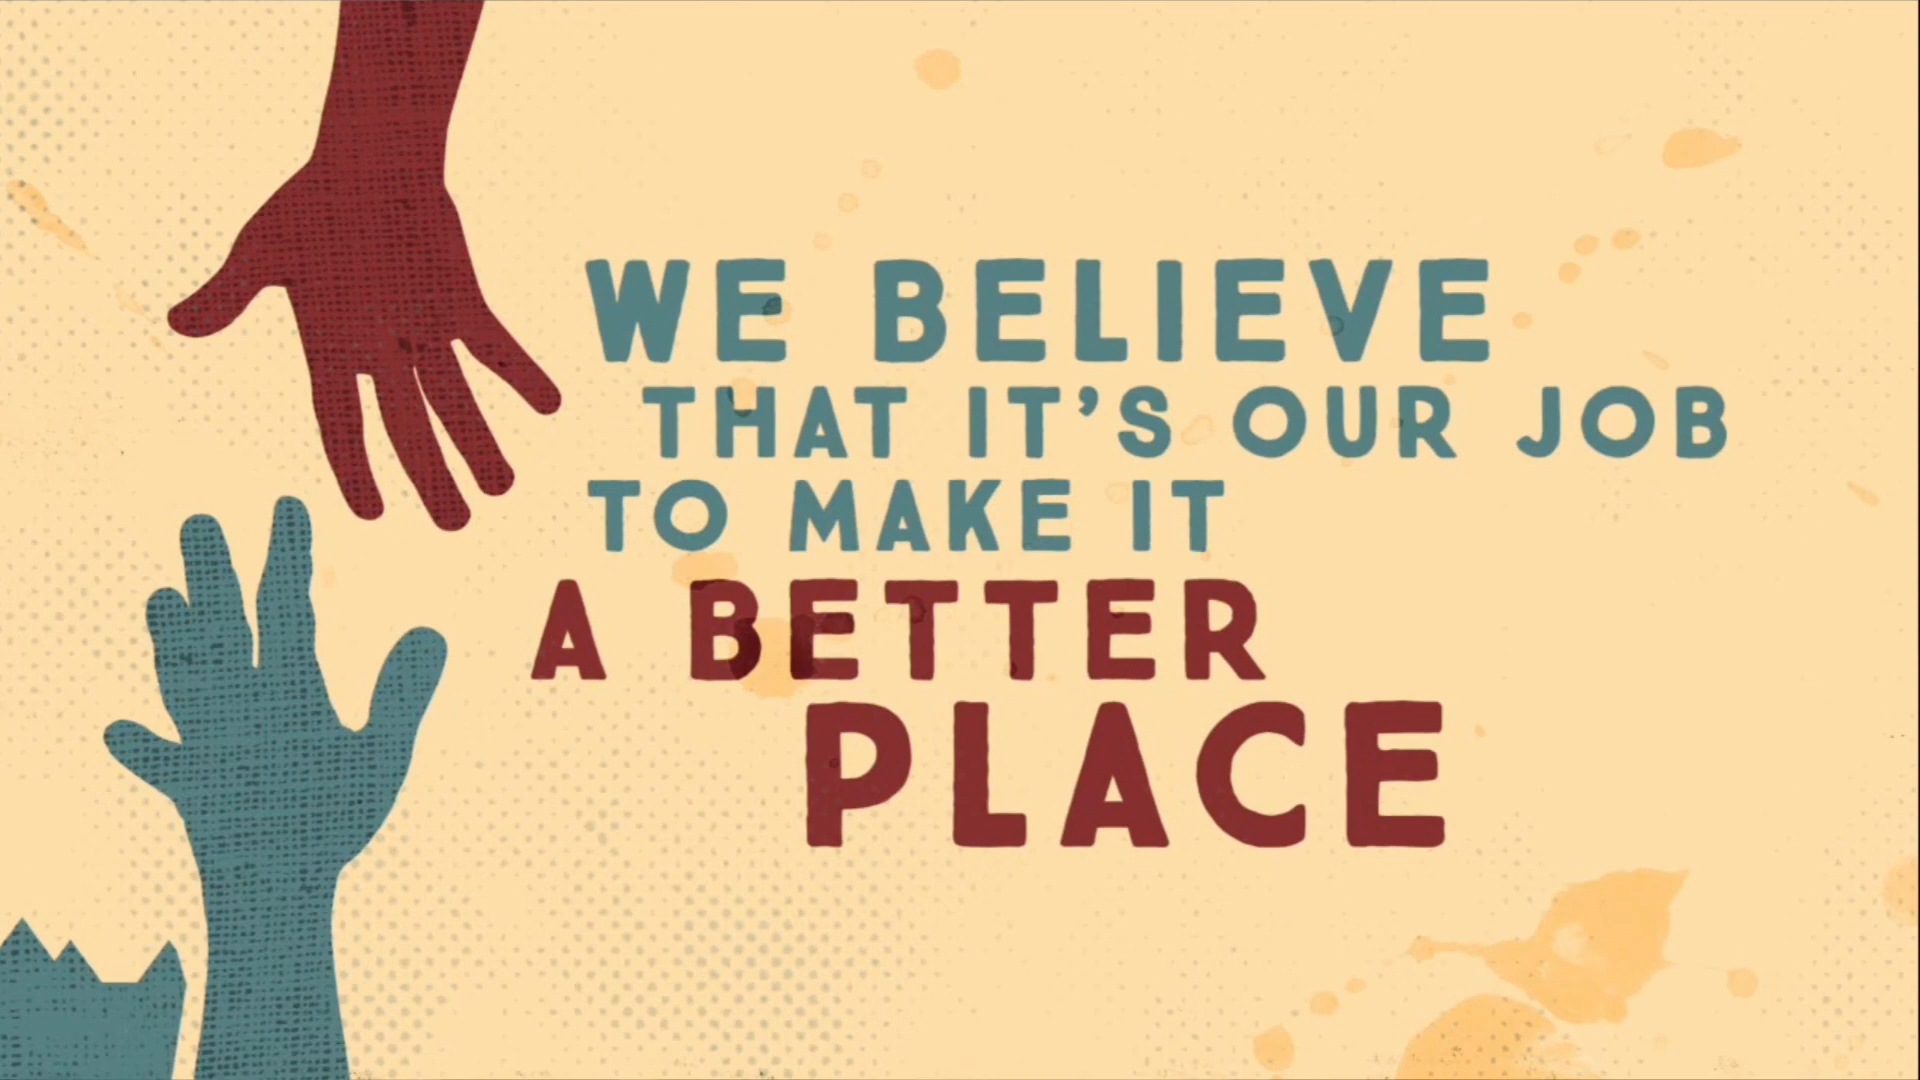 WE BELIEVE
THAT IT'S OUR JOB
TO MAKE IT
A BETTER
PLACE